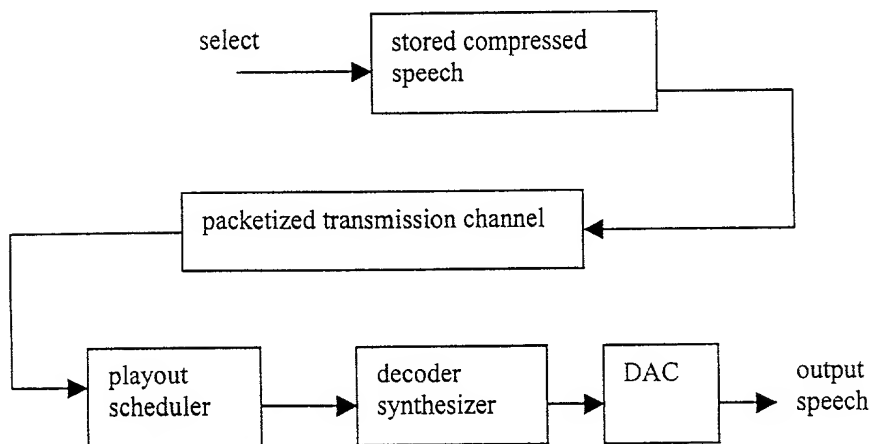 select
stored compressed
speech
packetized transmission channel
playout
scheduler
decoder
synthesizer
DAC
output
speech